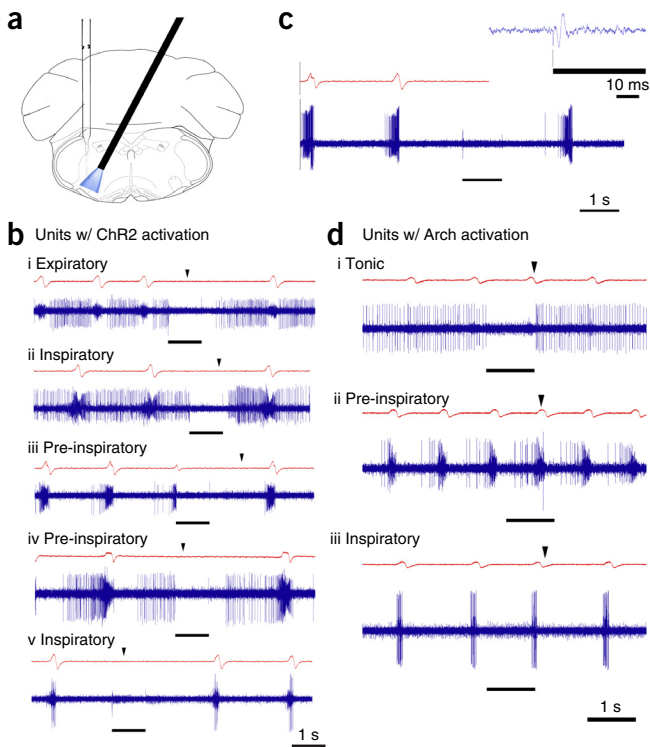 a
c
10 ms
1 s
b Units w/ ChR2 activation
i Expiratory
ii Inspiratory
iii Pre-inspiratory
iv Pre-inspiratory
v Inspiratory
1 s
d Units w/ Arch activation
i Tonic
ii Pre-inspiratory
iii Inspiratory
1 s